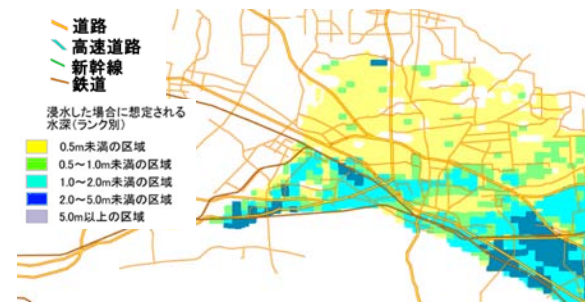 道路
高速道路
新幹線
鉄道
浸水した場合に想定される
水深(ランク別)
0.5m未満の区域
0.5～1.0m未満の区域
1.0～2.0m未満の区域
2.0～5.0m未満の区域
5.0m以上の区域